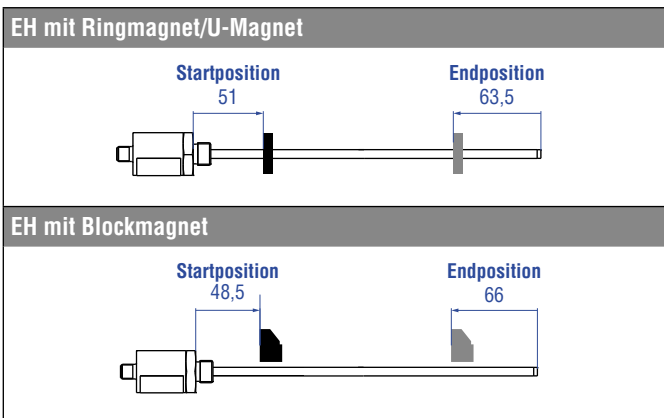 EH mit Ringmagnet/U-Magnet
Startposition
51
Endposition
63,5
EH mit Blockmagnet
Startposition
48,5
Endposition
66